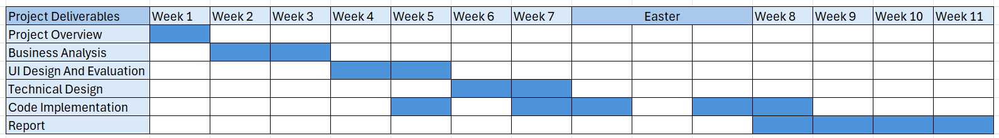 Project Deliverables Week 1 Week 2 Week 3 Week 4 Week 5 Week 6 Week 7 Easter Week 8 Week 9 Week 10 Week 11
Project Overview
Business Analysis
UI Design And Evaluation
Technical Design
Code Implementation
Report